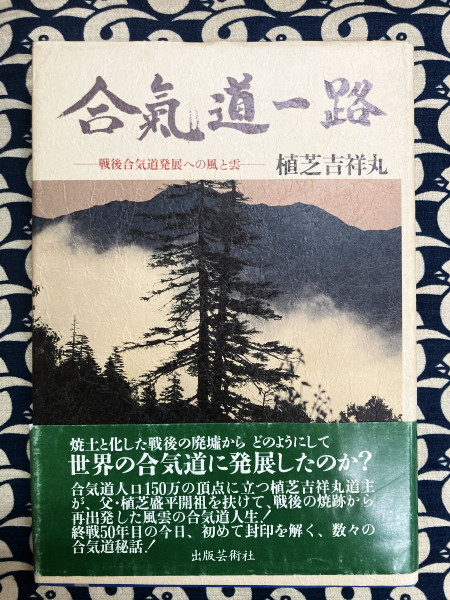 合氣道一路
―戦後合気道発展への風と雲―
植芝吉祥丸
焼土と化した戦後の廃墟から どのようにして
世界の合気道に発展したのか?
合気道人口150万の頂点に立つ植芝吉祥丸道主
が、父・植芝盛平開祖を扶けて、戦後の焼跡から
再出発した風雲の合気道人生!
終戦50年目の今日、初めて封印を解く、数々の
合気道秘話!
出版芸術社